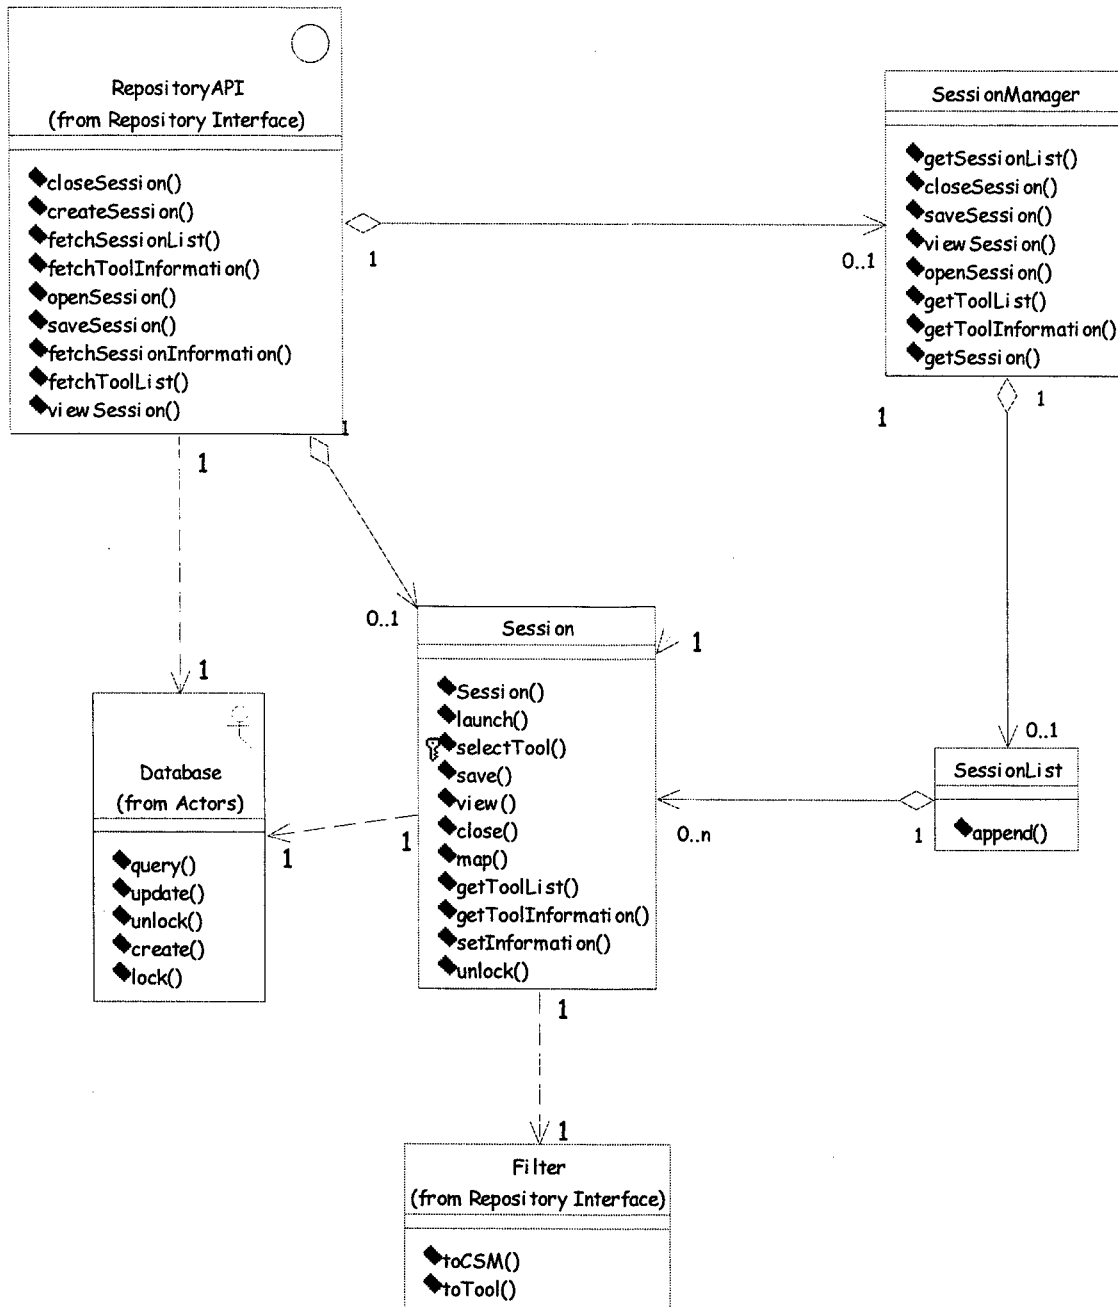 RepositoryAPI
(from Repository Interface)
closeSession()
createSession()
fetchSessionList()
fetchToolInformation()
openSession()
saveSession()
fetchSessionInformation()
fetchToolList()
viewSession()
SessionManager
getSessionList()
closeSession()
saveSession()
viewSession()
openSession()
getToolList()
getToolInformation()
getSession()
1
0..1
1
1
1
1
1
0..1
Session
Session()
launch()
selectTool()
save()
view()
close()
map()
getToolList()
getToolInformation()
setInformation()
unlock()
1
0..1
SessionList
append()
1
0..n
Database
(from Actors)
query()
update()
unlock()
create()
lock()
1
1
1
1
Filter
(from Repository Interface)
toCSM()
toTool()